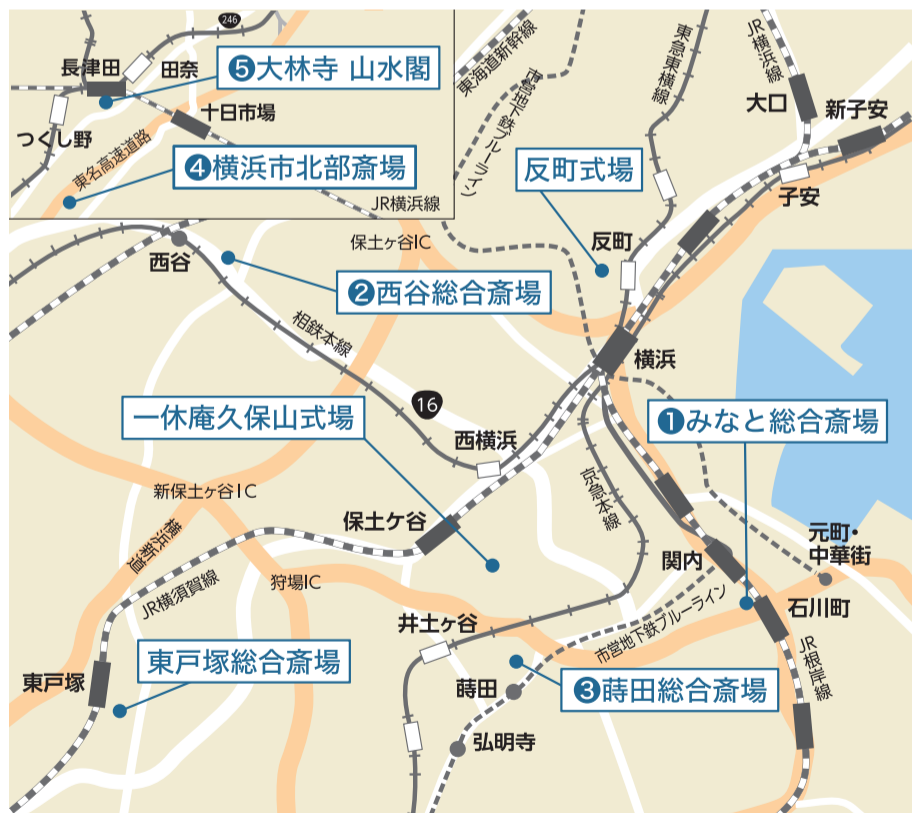 246
長津田
田奈
❺大林寺 山水閣
つくし野
十日市場
東名高速道路
❹横浜市北部斎場
JR横浜線
東海道新幹線
市営地下鉄ブルーライン
東急東横線
JR横浜線
大口
新子安
子安
反町式場
反町
保土ヶ谷IC
西谷
❷西谷総合斎場
相鉄本線
横浜
16
一休庵久保山式場
西横浜
❶みなと総合斎場
新保土ヶ谷IC
京急本線
保土ケ谷
横浜新道
元町・
中華街
関内
狩場IC
JR横須賀線
石川町
井土ヶ谷
市営地下鉄ブルーライン
JR根岸線
東戸塚総合斎場
東戸塚
蒔田
❸蒔田総合斎場
弘明寺